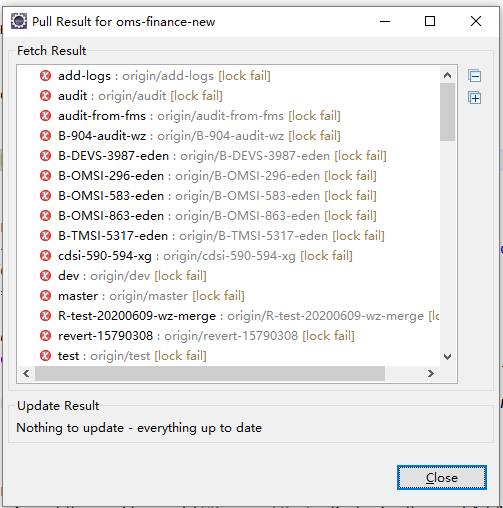 Pull Result for oms-finance-new
Fetch Result
add-logs : origin/add-logs [lock fail]
audit : origin/audit [lock fail]
audit-from-fms : origin/audit-from-fms [lock fail]
B-904-audit-wz : origin/B-904-audit-wz [lock fail]
B-DEVS-3987-eden : origin/B-DEVS-3987-eden [lock fail]
B-OMSI-296-eden : origin/B-OMSI-296-eden [lock fail]
B-OMSI-583-eden : origin/B-OMSI-583-eden [lock fail]
B-OMSI-863-eden : origin/B-OMSI-863-eden [lock fail]
B-TMSI-5317-eden : origin/B-TMSI-5317-eden [lock fail]
cdsi-590-594-xg : origin/cdsi-590-594-xg [lock fail]
dev : origin/dev [lock fail]
master : origin/master [lock fail]
R-test-20200609-wz-merge : origin/R-test-20200609-wz-merge [lo
revert-15790308 : origin/revert-15790308 [lock fail]
test : origin/test [lock fail]
Update Result
Nothing to update - everything up to date
Close